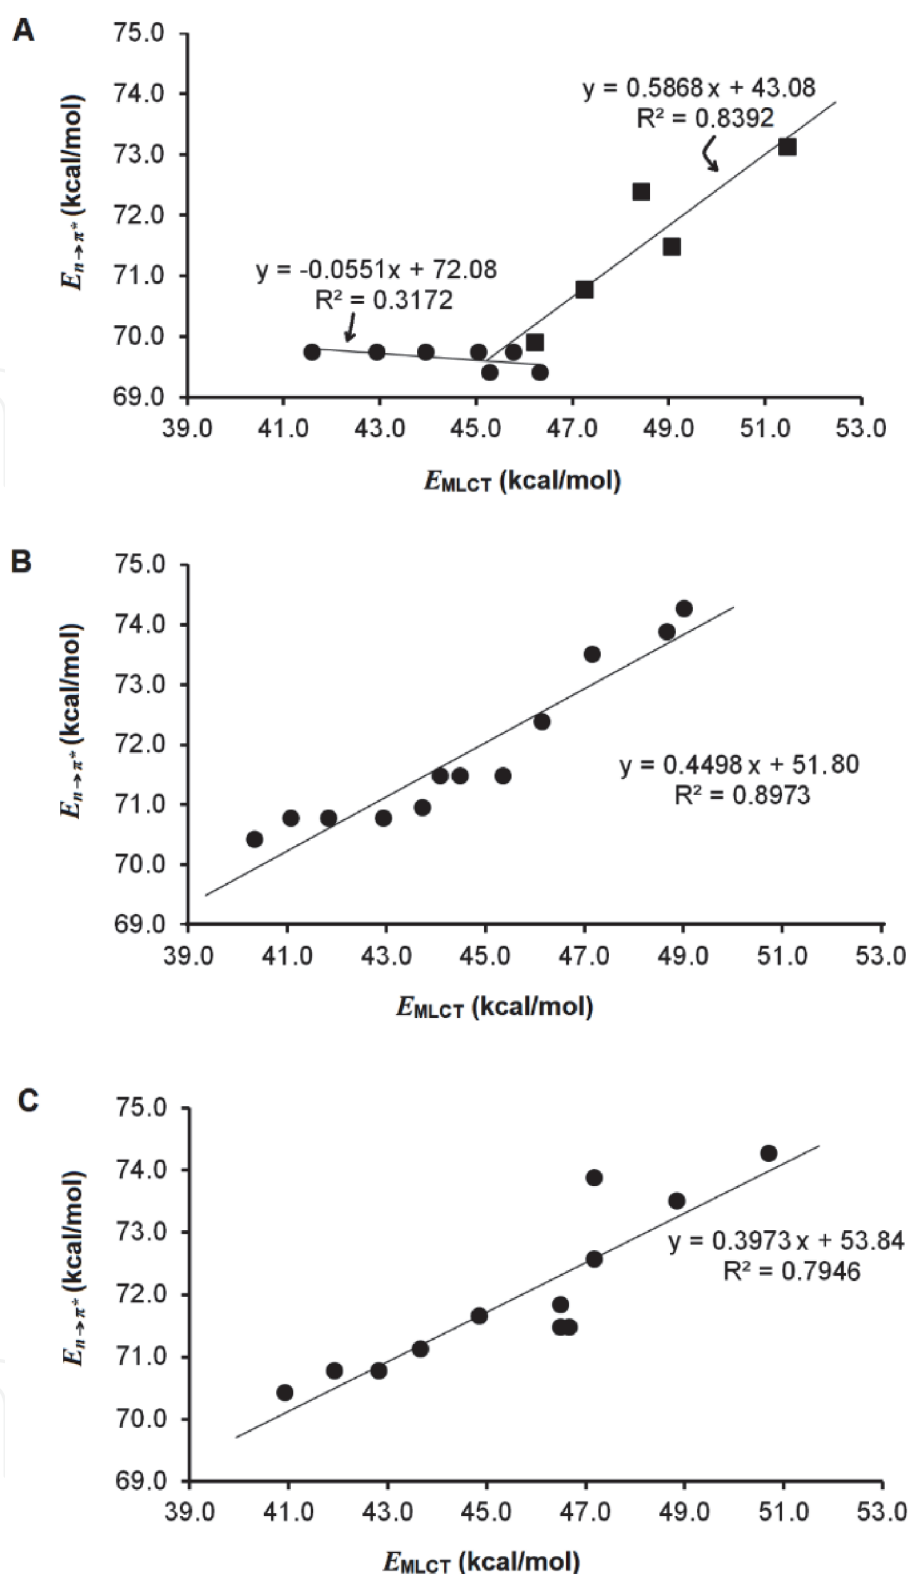 A
75.0
74.0
73.0
72.0
71.0
70.0
69.0
E n→π* (kcal/mol)
y = 0.5868x + 43.08
R² = 0.8392
y = -0.0551x + 72.08
R² = 0.3172
39.0 41.0 43.0 45.0 47.0 49.0 51.0 53.0
EMLCT (kcal/mol)
B
75.0
74.0
73.0
72.0
71.0
70.0
69.0
E n→π* (kcal/mol)
y = 0.4498x + 51.80
R² = 0.8973
39.0 41.0 43.0 45.0 47.0 49.0 51.0 53.0
EMLCT (kcal/mol)
C
75.0
74.0
73.0
72.0
71.0
70.0
69.0
E n→π* (kcal/mol)
y = 0.3973x + 53.84
R² = 0.7946
39.0 41.0 43.0 45.0 47.0 49.0 51.0 53.0
EMLCT (kcal/mol)